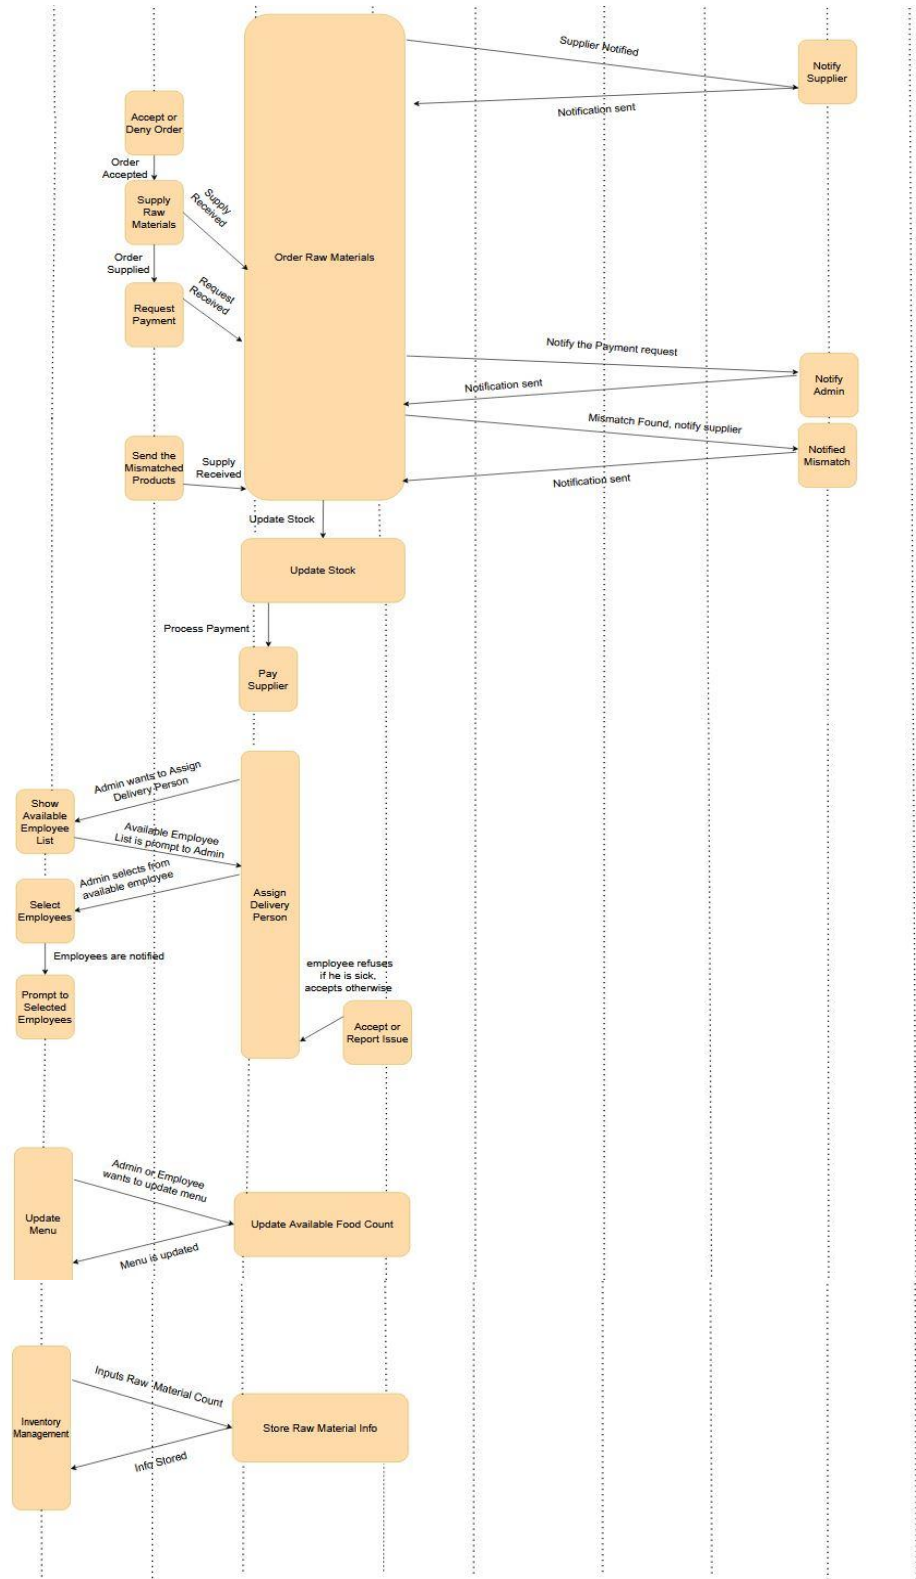 Supplier Notified
Notify
Supplier
Notification sent
Accept or
Deny Order
Order
Accepted
Supply
Raw
Materials
Supply
Received
Order Raw Materials
Order
Supplied
Request
Payment
Request
Received
Notify the Payment request
Notify
Admin
Notification sent
Mismatch Found, notify supplier
Notified
Mismatch
Send the
Mismatched
Products
Supply
Received
Notification sent
Update Stock
Update Stock
Process Payment
Pay
Supplier
Admin wants to Assign
Delivery Person
Show
Available
Employee
List
Available Employee
List is prompt to Admin
Admin selects from
available employee
Select
Employees
Assign
Delivery
Person
Employees are notified
employee refuses
if he is sick,
accepts otherwise
Prompt to
Selected
Employees
Accept or
Report Issue
Admin or Employee
wants to update menu
Update
Menu
Update Available Food Count
Menu is updated
Inputs Raw Material Count
Inventory
Management
Store Raw Material Info
Info Stored